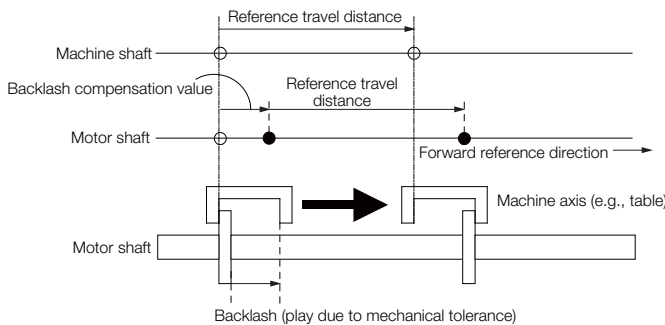 Reference travel distance
Machine shaft
Backlash compensation value
Reference travel
distance
Motor shaft
Forward reference direction
Machine axis (e.g., table)
Motor shaft
Backlash (play due to mechanical tolerance)